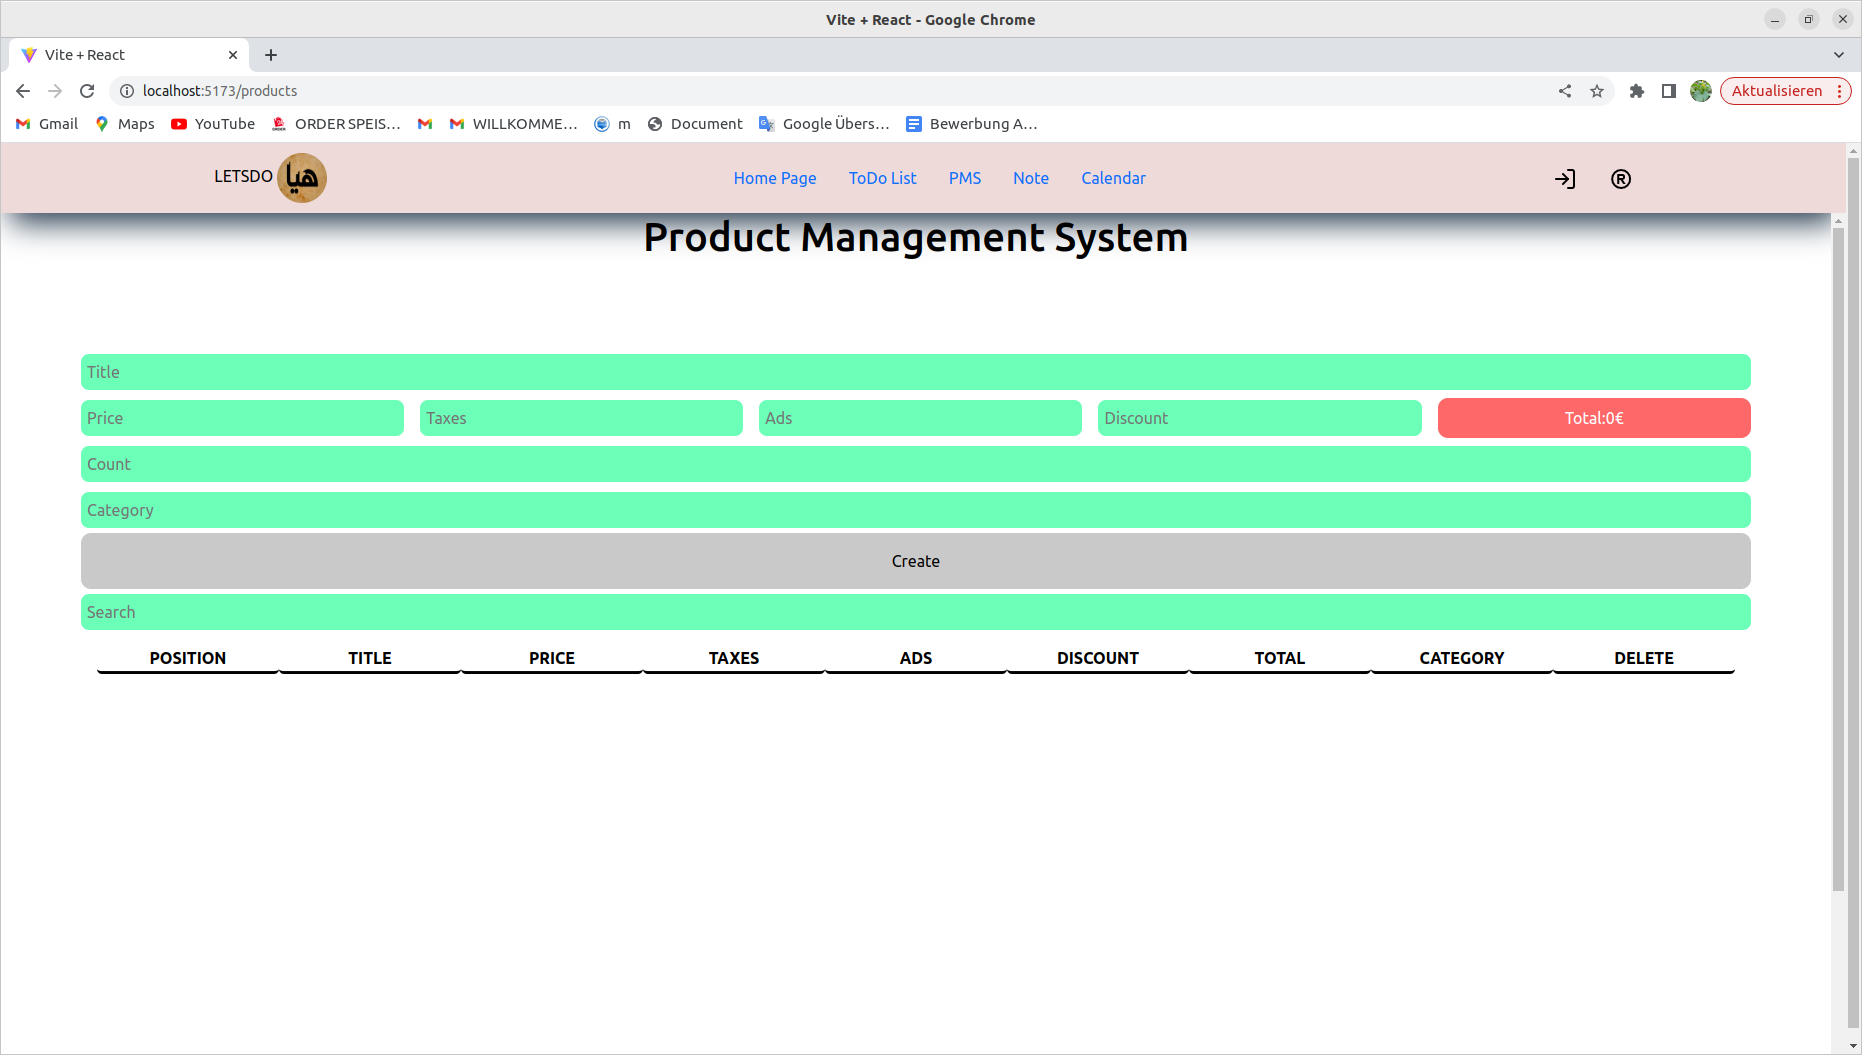 Vite + React - Google Chrome
Vite + React
localhost:5173/products
Aktualisieren
Gmail Maps YouTube ORDER SPEIS... WILLKOMME... m Document Google Übers... Bewerbung A...
LETSDO هيا Home Page ToDo List PMS Note Calendar ®
Product Management System
Title
Price Taxes Ads Discount Total:0€
Count
Category
Create
Search
POSITION TITLE PRICE TAXES ADS DISCOUNT TOTAL CATEGORY DELETE